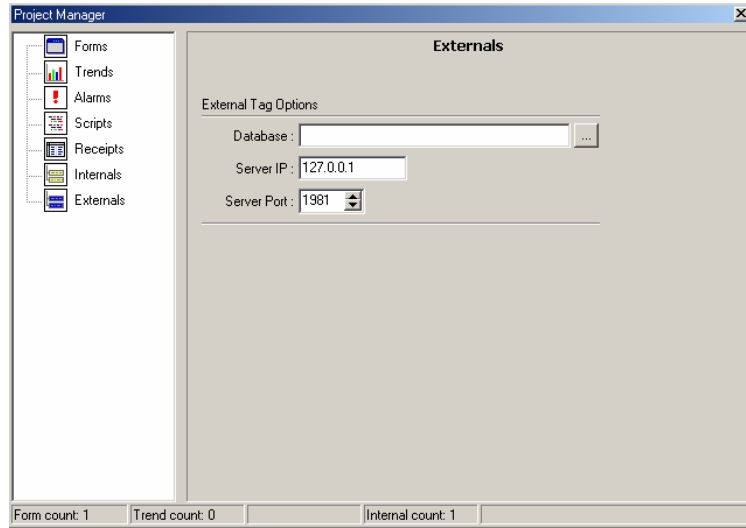 Project Manager
Forms
Trends
Alarms
Scripts
Receipts
Internals
Externals
Externals
External Tag Options
Database :
...
Server IP : 127.0.0.1
Server Port : 1981
Form count: 1
Trend count: 0
Internal count: 1